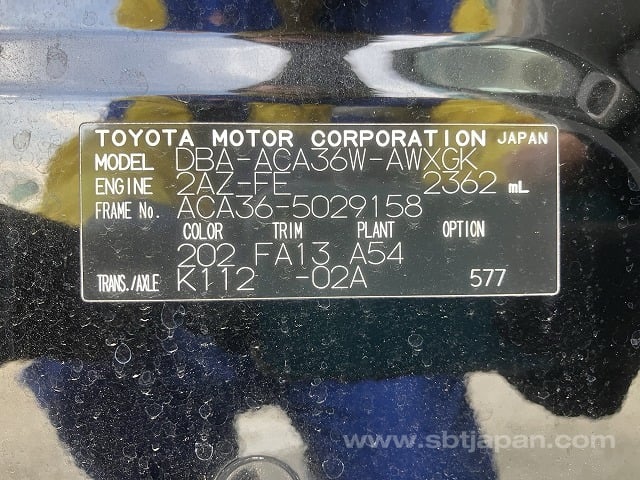 TOYOTA MOTOR CORPORATION JAPAN
MODEL DBA-ACA36W-AWXGK
ENGINE 2AZ-FE 2362 mL
FRAME No. ACA36-5029158
COLOR TRIM PLANT OPTION
202 FA13 A54
TRANS./AXLE K112 -02A 577
www.sbtjapan.com